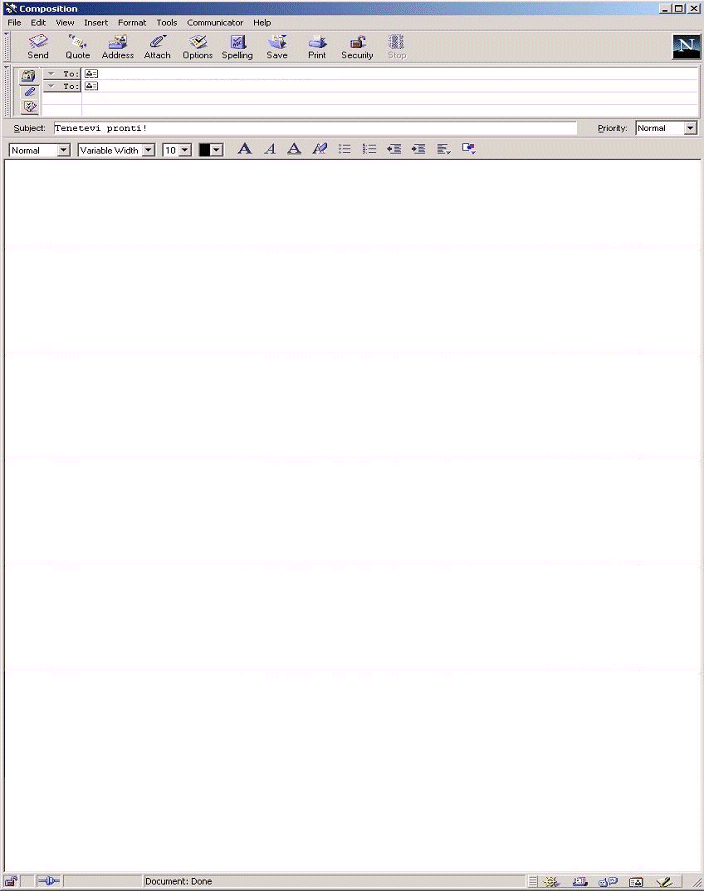 Composition
File Edit View Insert Format Tools Communicator Help
Send Quote Address Attach Options Spelling Save Print Security Stop
N
To:
To:
Subject: Tenetevi pronti! Priority: Normal
Normal Variable Width 10 A A A A
Document: Done